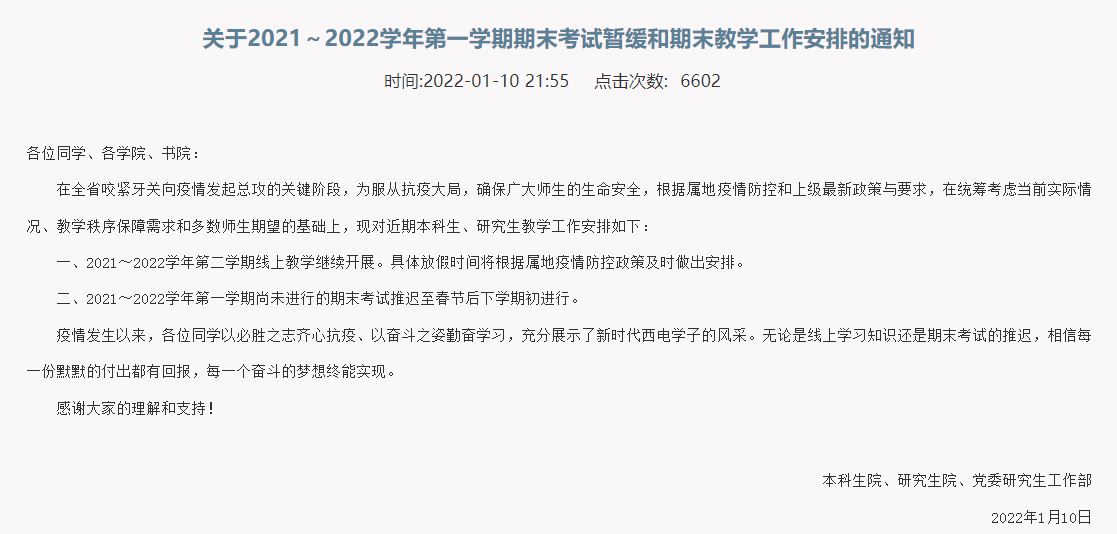 关于2021～2022学年第一学期期末考试暂缓和期末教学工作安排的通知
时间:2022-01-10 21:55 点击次数: 6602
各位同学、各学院、书院：
在全省咬紧牙关向疫情发起总攻的关键阶段，为服从抗疫大局，确保广大师生的生命安全，根据属地疫情防控和上级最新政策与要求，在统筹考虑当前实际情
况、教学秩序保障需求和多数师生期望的基础上，现对近期本科生、研究生教学工作安排如下：
一、2021～2022学年第二学期线上教学继续开展。具体放假时间将根据属地疫情防控政策及时做出安排。
二、2021～2022学年第一学期尚未进行的期末考试推迟至春节后下学期初进行。
疫情发生以来，各位同学以必胜之志齐心抗疫、以奋斗之姿勤奋学习，充分展示了新时代西电学子的风采。无论是线上学习知识还是期末考试的推迟，相信每
一份默默的付出都有回报，每一个奋斗的梦想终能实现。
感谢大家的理解和支持！
本科生院、研究生院、党委研究生工作部
2022年1月10日